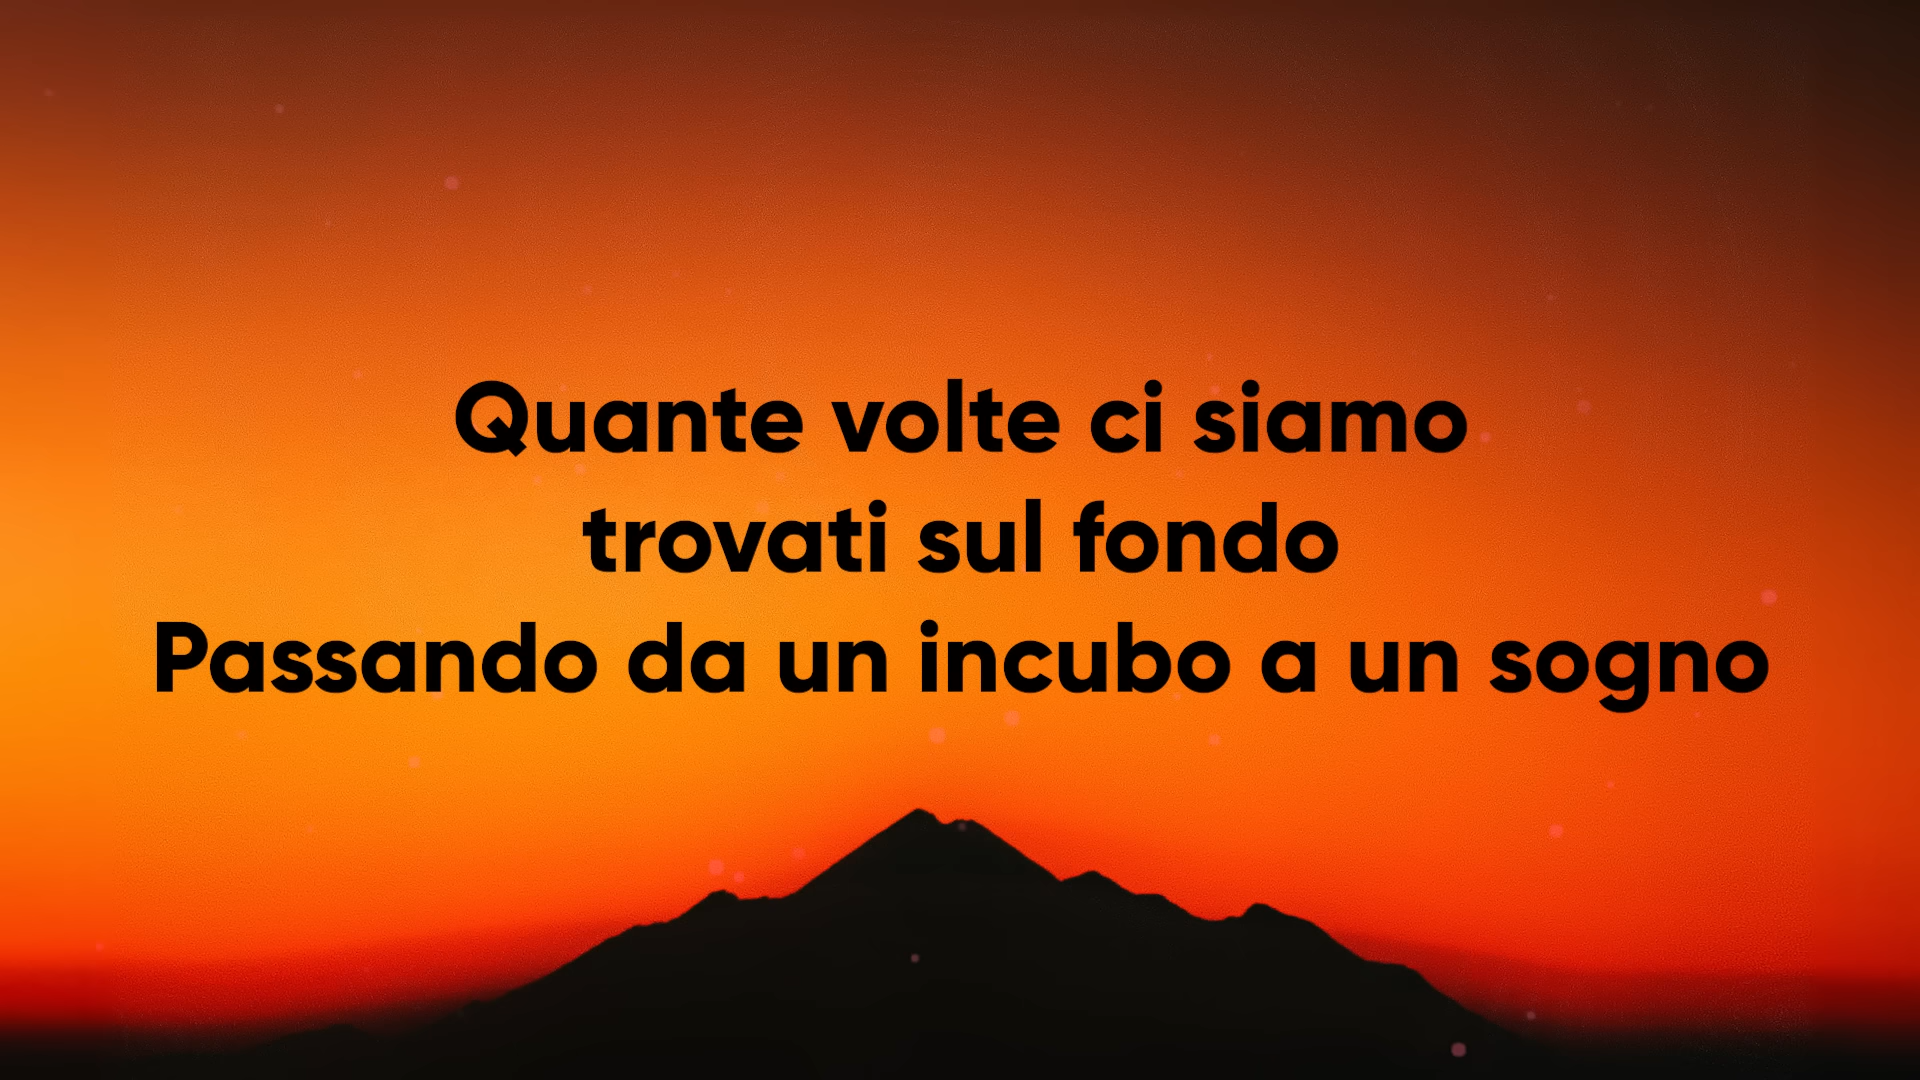 Quante volte ci siamo
trovati sul fondo
Passando da un incubo a un sogno